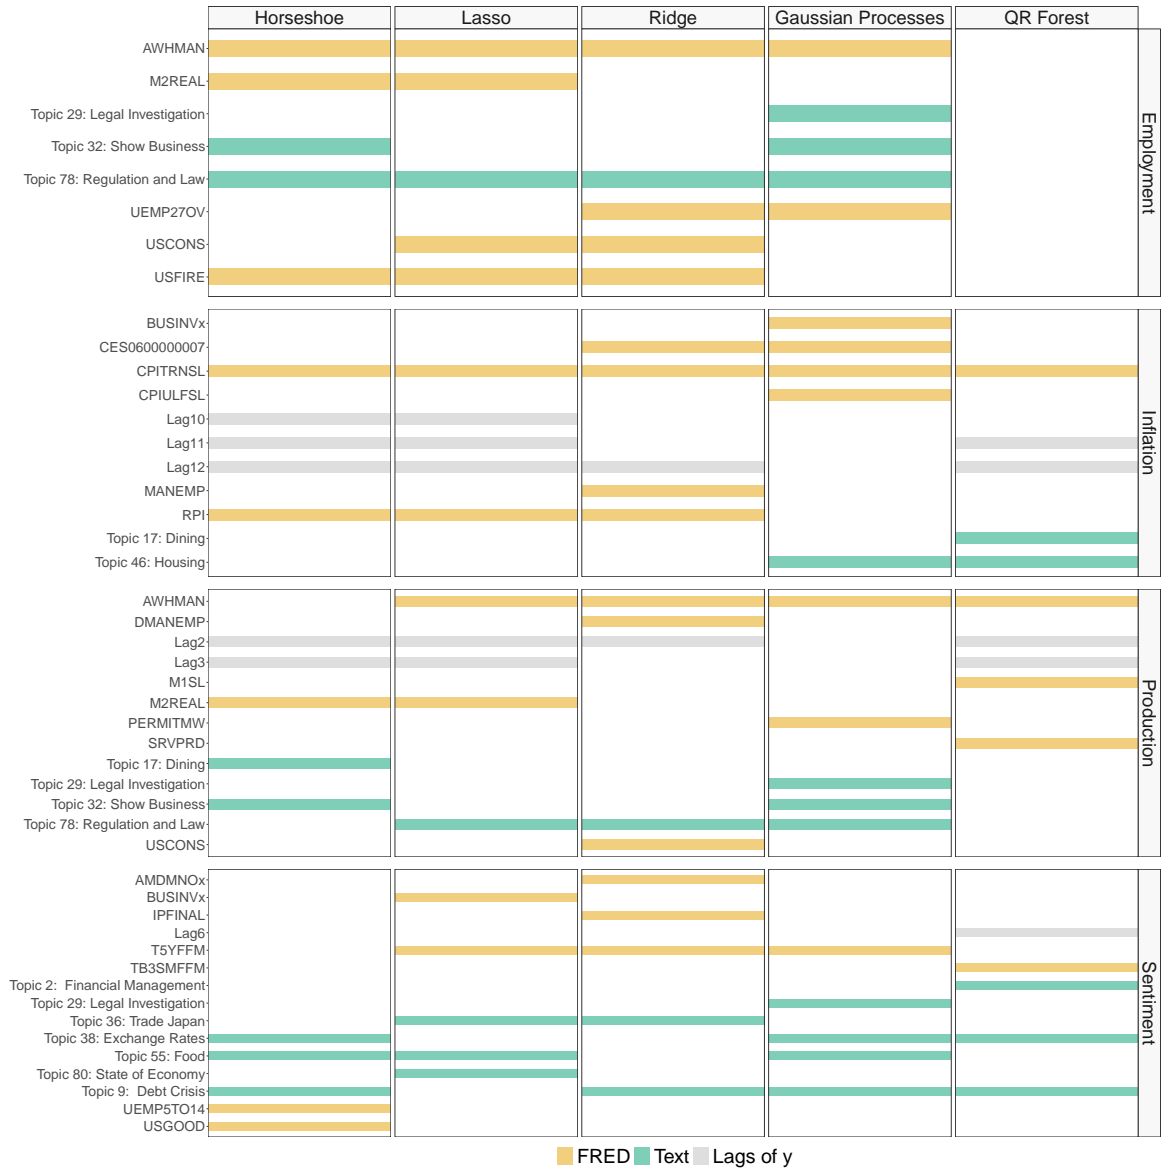 Horseshoe Lasso Ridge Gaussian Processes QR Forest
AWHMAN
M2REAL
Topic 29: Legal Investigation
Topic 32: Show Business
Topic 78: Regulation and Law
UEMP27OV
USCONS
USFIRE
Employment
BUSINVx
CES0600000007
CPITRNSL
CPIULFSL
Lag10
Lag11
Lag12
MANEMP
RPI
Topic 17: Dining
Topic 46: Housing
Inflation
AWHMAN
DMANEMP
Lag2
Lag3
M1SL
M2REAL
PERMITMW
SRVPRD
Topic 17: Dining
Topic 29: Legal Investigation
Topic 32: Show Business
Topic 78: Regulation and Law
USCONS
Production
AMDMNOx
BUSINVx
IPFINAL
Lag6
T5YFFM
TB3SMFFM
Topic 2:  Financial Management
Topic 29: Legal Investigation
Topic 36: Trade Japan
Topic 38: Exchange Rates
Topic 55: Food
Topic 80: State of Economy
Topic 9:  Debt Crisis
UEMP5TO14
USGOOD
Sentiment
FRED Text Lags of y